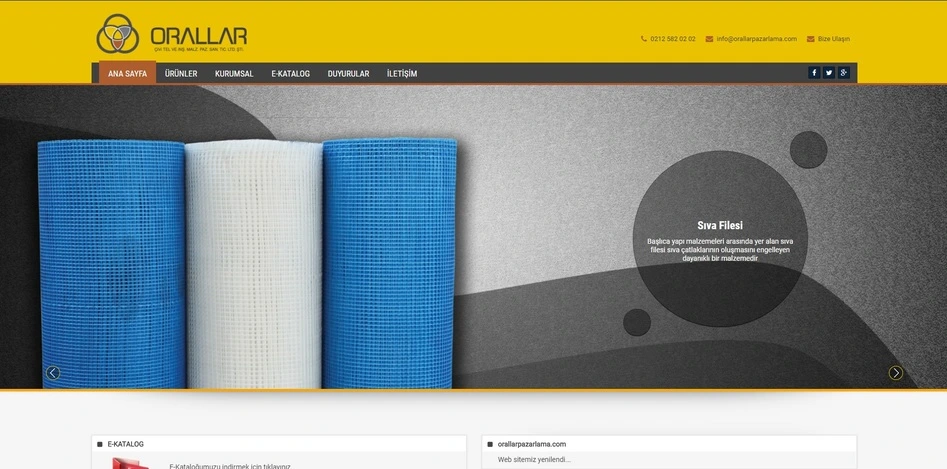 ORALLAR
ÇİVİ TEL VE İNŞ. MALZ. PAZ. SAN. TİC. LTD. ŞTİ.
0212 582 02 02
info@orallarpazarlama.com
Bize Ulaşın
ANA SAYFA
ÜRÜNLER
KURUMSAL
E-KATALOG
DUYURULAR
İLETİŞİM
Sıva Filesi
Başlıca yapı malzemeleri arasında yer alan sıva
filesi sıva çatlaklarının oluşmasını engelleyen
dayanıklı bir malzemedir
E-KATALOG
E-Kataloğumuzu indirmek için tıklayınız
orallarpazarlama.com
Web sitemiz yenilendi...